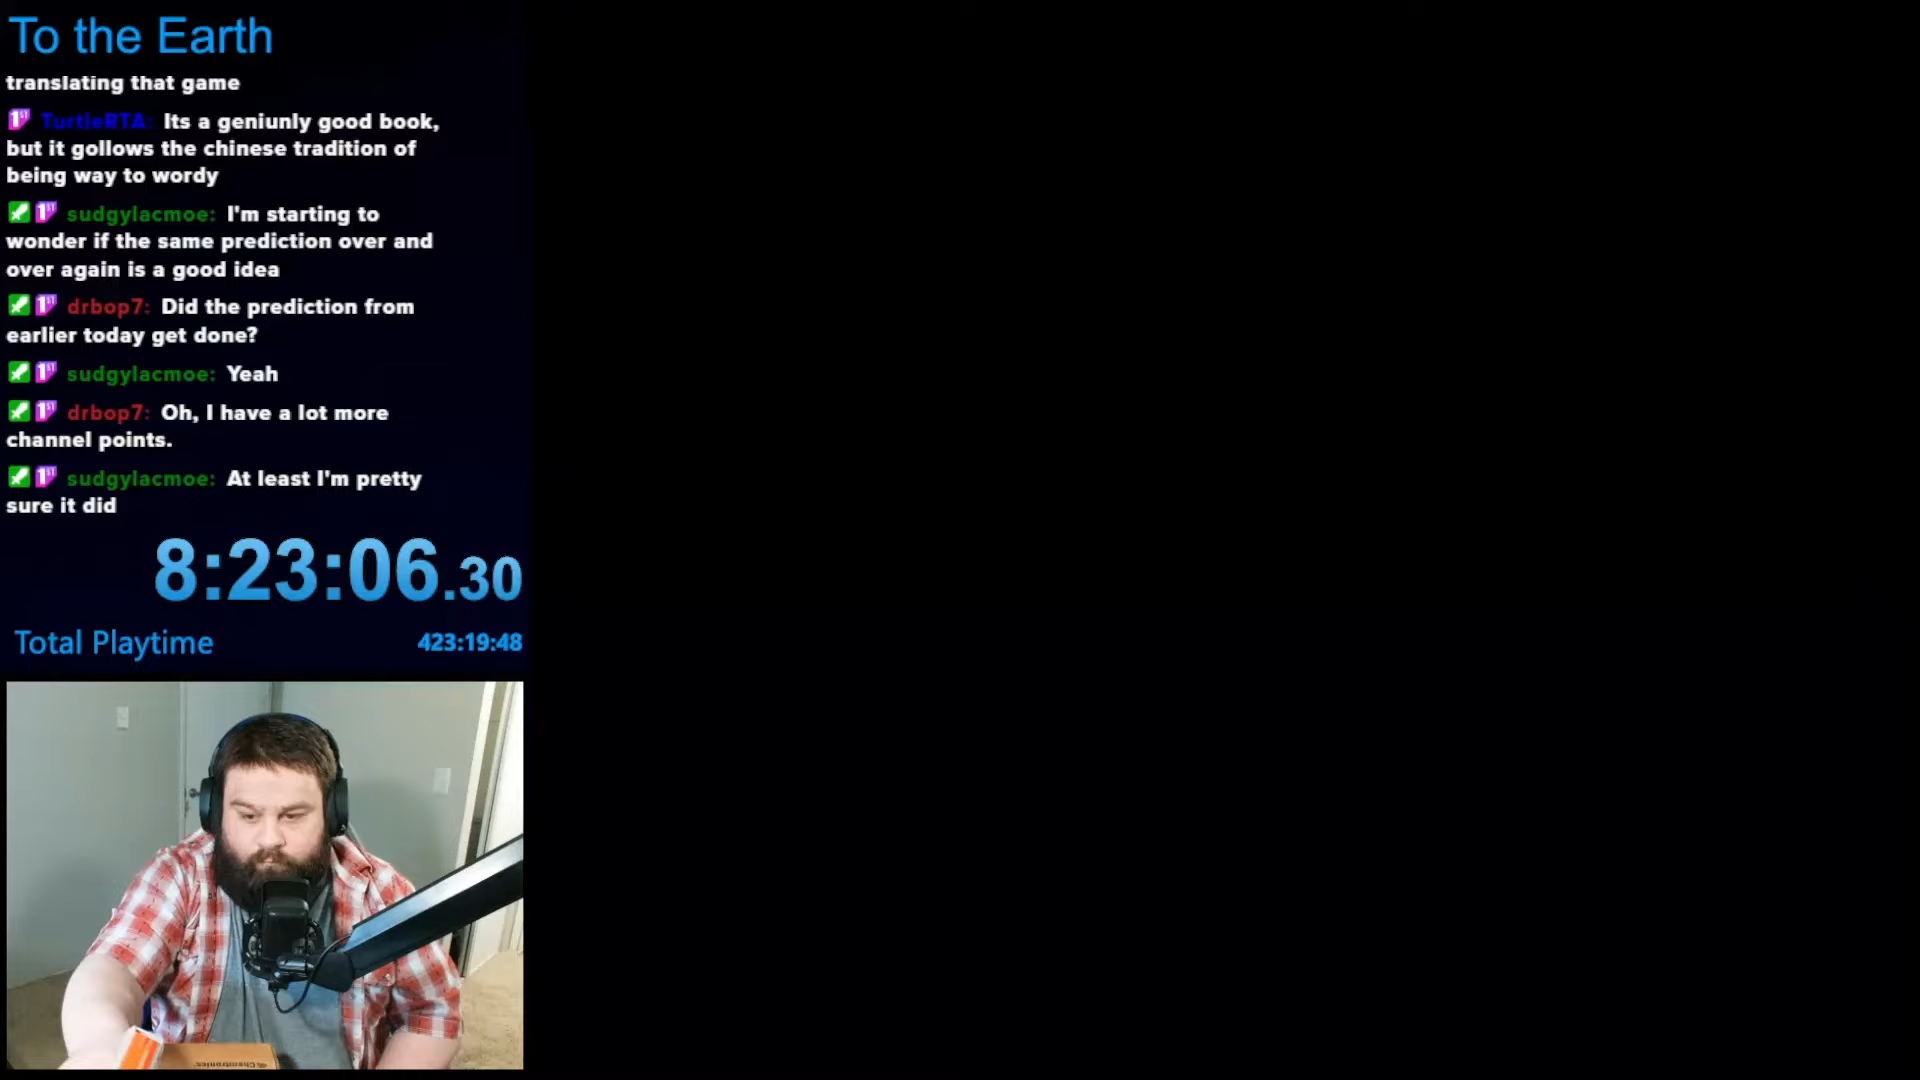 To the Earth
translating that game
TurtleRTA: Its a geniunly good book,
but it gollows the chinese tradition of
being way to wordy
sudgylacmoe: I'm starting to
wonder if the same prediction over and
over again is a good idea
drbop7: Did the prediction from
earlier today get done?
sudgylacmoe: Yeah
drbop7: Oh, I have a lot more
channel points.
sudgylacmoe: At least I'm pretty
sure it did
8:23:06.30
Total Playtime 423:19:48